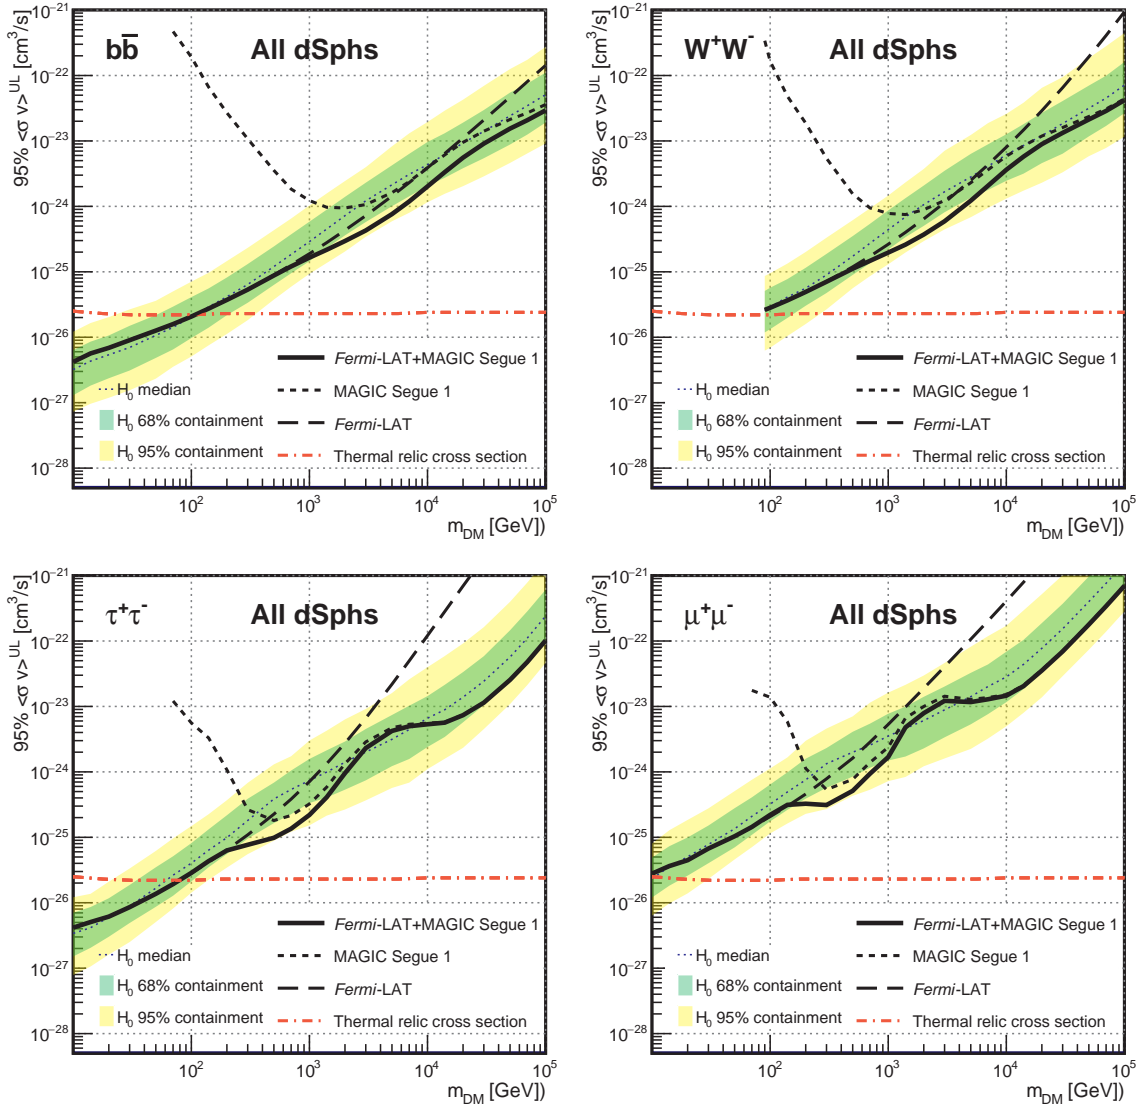 bb̅ All dSphs
95% <σ v>^UL [cm³/s]
10⁻²¹
10⁻²²
10⁻²³
10⁻²⁴
10⁻²⁵
10⁻²⁶
10⁻²⁷
10⁻²⁸
H₀ median
H₀ 68% containment
H₀ 95% containment
Fermi-LAT+MAGIC Segue 1
MAGIC Segue 1
Fermi-LAT
Thermal relic cross section
10² 10³ 10⁴ 10⁵
m_DM [GeV])
W⁺W⁻ All dSphs
95% <σ v>^UL [cm³/s]
10⁻²¹
10⁻²²
10⁻²³
10⁻²⁴
10⁻²⁵
10⁻²⁶
10⁻²⁷
10⁻²⁸
H₀ median
H₀ 68% containment
H₀ 95% containment
Fermi-LAT+MAGIC Segue 1
MAGIC Segue 1
Fermi-LAT
Thermal relic cross section
10² 10³ 10⁴ 10⁵
m_DM [GeV])
τ⁺τ⁻ All dSphs
95% <σ v>^UL [cm³/s]
10⁻²¹
10⁻²²
10⁻²³
10⁻²⁴
10⁻²⁵
10⁻²⁶
10⁻²⁷
10⁻²⁸
H₀ median
H₀ 68% containment
H₀ 95% containment
Fermi-LAT+MAGIC Segue 1
MAGIC Segue 1
Fermi-LAT
Thermal relic cross section
10² 10³ 10⁴ 10⁵
m_DM [GeV])
μ⁺μ⁻ All dSphs
95% <σ v>^UL [cm³/s]
10⁻²¹
10⁻²²
10⁻²³
10⁻²⁴
10⁻²⁵
10⁻²⁶
10⁻²⁷
10⁻²⁸
H₀ median
H₀ 68% containment
H₀ 95% containment
Fermi-LAT+MAGIC Segue 1
MAGIC Segue 1
Fermi-LAT
Thermal relic cross section
10² 10³ 10⁴ 10⁵
m_DM [GeV])